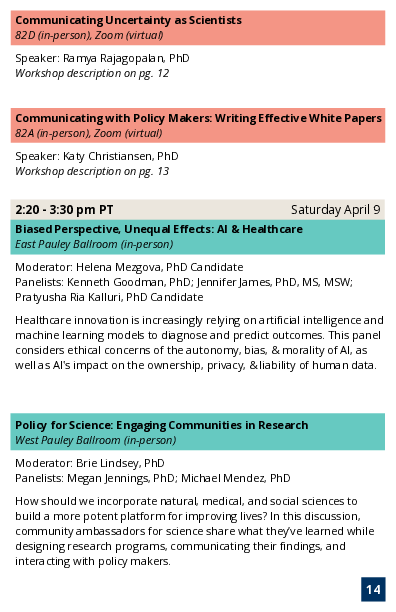 Communicating Uncertainty as Scientists
82D (in-person), Zoom (virtual)
Speaker: Ramya Rajagopalan, PhD
Workshop description on pg. 12
Communicating with Policy Makers: Writing Effective White Papers
82A (in-person), Zoom (virtual)
Speaker: Katy Christiansen, PhD
Workshop description on pg. 13
2:20 - 3:30 pm PT Saturday April 9
Biased Perspective, Unequal Effects: AI & Healthcare
East Pauley Ballroom (in-person)
Moderator: Helena Mezgova, PhD Candidate
Panelists: Kenneth Goodman, PhD; Jennifer James, PhD, MS, MSW;
Pratyusha Ria Kalluri, PhD Candidate
Healthcare innovation is increasingly relying on artificial intelligence and
machine learning models to diagnose and predict outcomes. This panel
considers ethical concerns of the autonomy, bias, & morality of AI, as
well as AI's impact on the ownership, privacy, & liability of human data.
Policy for Science: Engaging Communities in Research
West Pauley Ballroom (in-person)
Moderator: Brie Lindsey, PhD
Panelists: Megan Jennings, PhD; Michael Mendez, PhD
How should we incorporate natural, medical, and social sciences to
build a more potent platform for improving lives? In this discussion,
community ambassadors for science share what they've learned while
designing research programs, communicating their findings, and
interacting with policy makers.
14